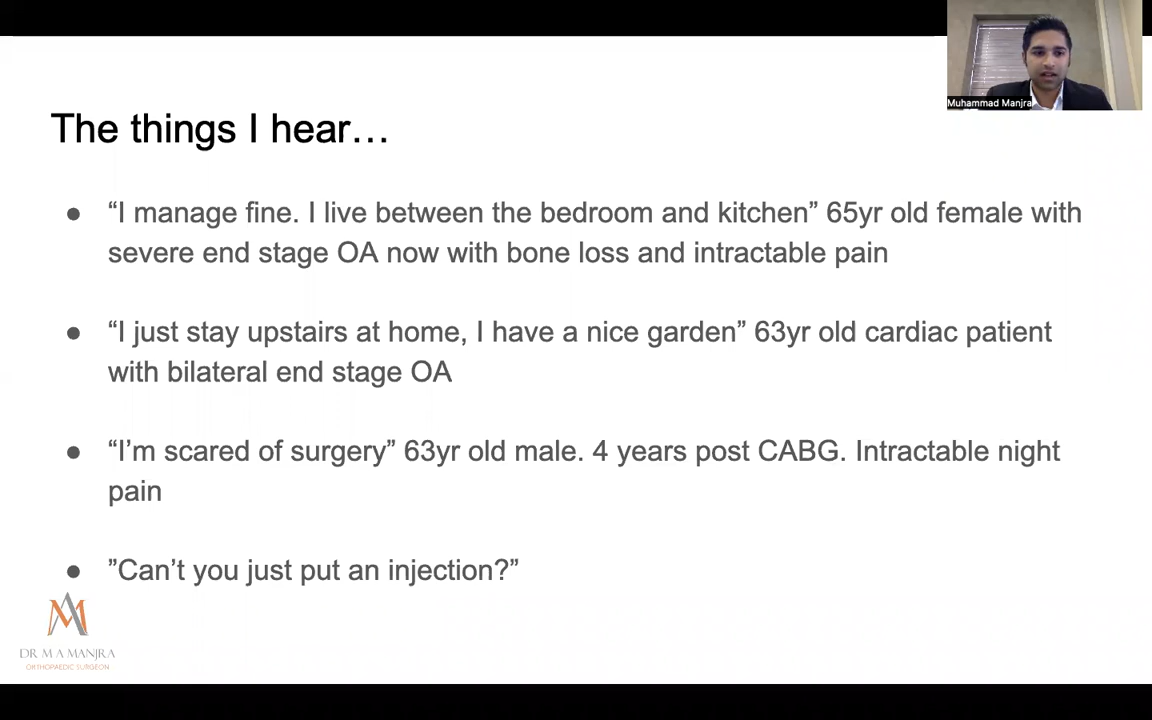 Muhammad Manjra
The things I hear…
● “I manage fine. I live between the bedroom and kitchen” 65yr old female with
severe end stage OA now with bone loss and intractable pain
● “I just stay upstairs at home, I have a nice garden” 63yr old cardiac patient
with bilateral end stage OA
● “I’m scared of surgery” 63yr old male. 4 years post CABG. Intractable night
pain
● ”Can’t you just put an injection?”
DR M A MANJRA
ORTHOPAEDIC SURGEON